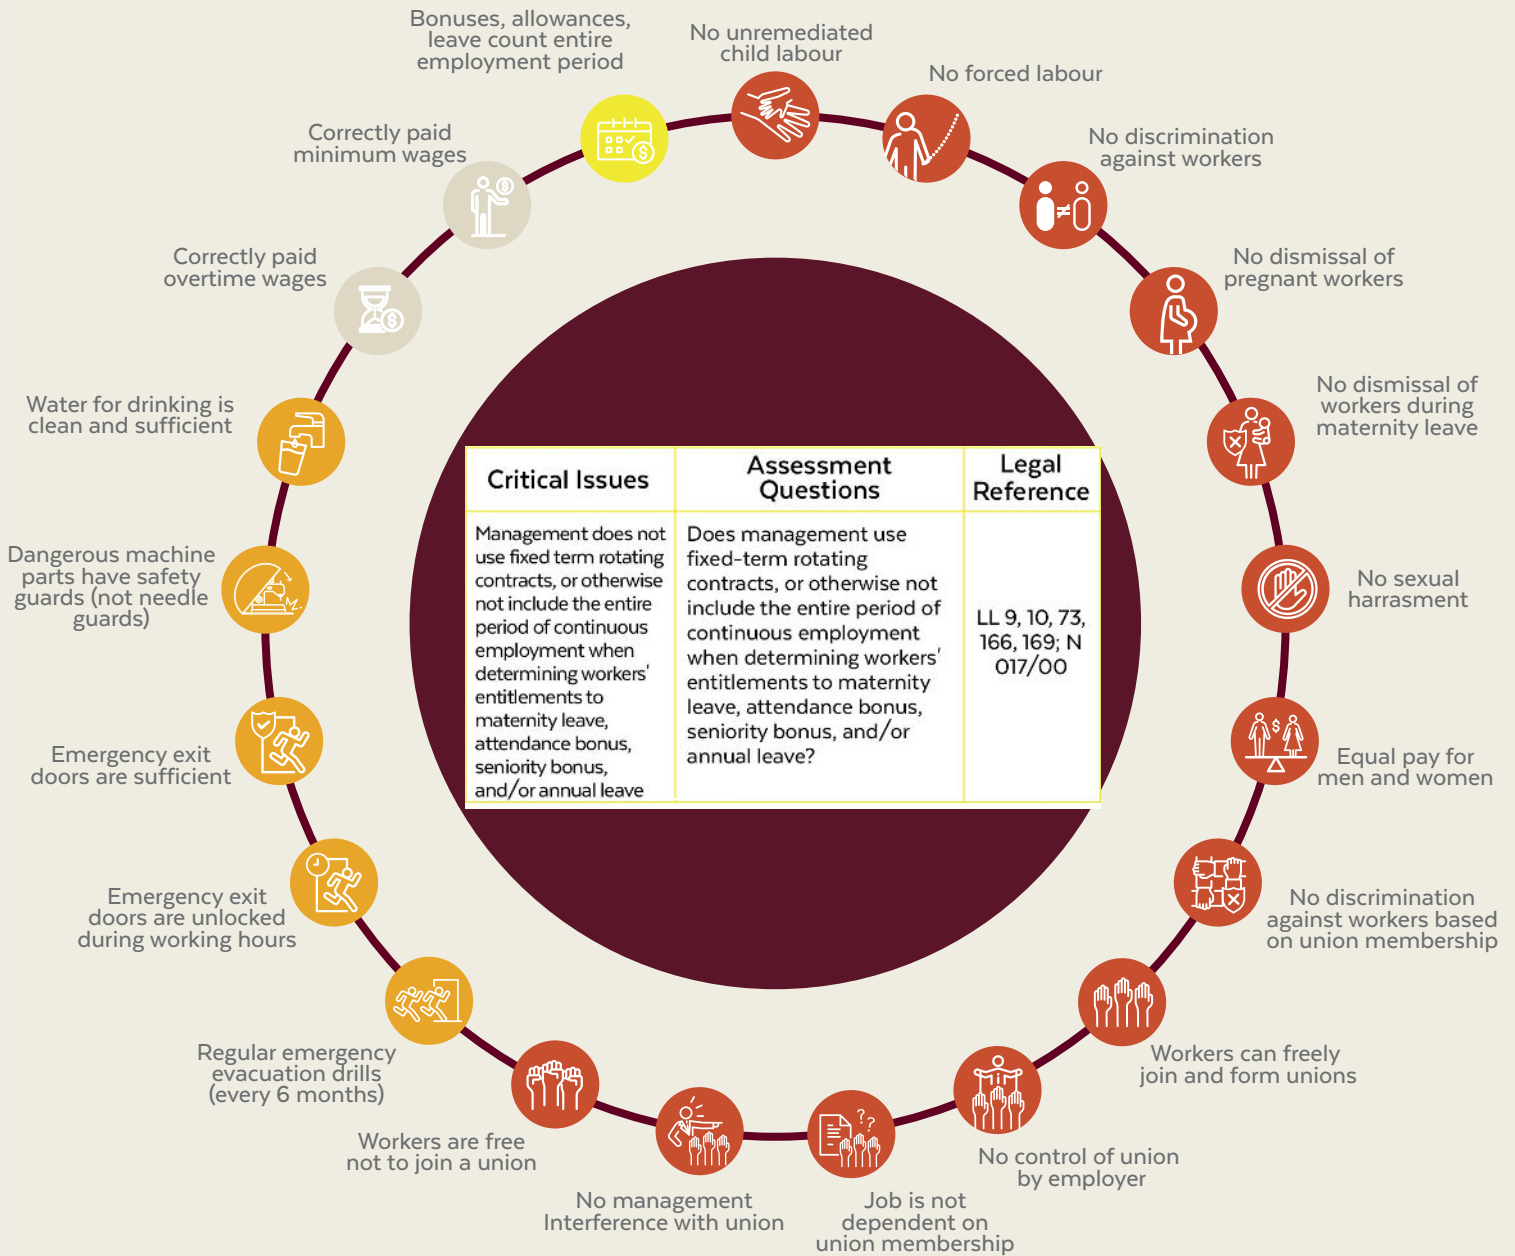 Bonuses, allowances,
leave count entire
employment period
No unremediated
child labour
No forced labour
No discrimination
against workers
No dismissal of
pregnant workers
No dismissal of
workers during
maternity leave
No sexual
harrasment
Equal pay for
men and women
No discrimination
against workers based
on union membership
Workers can freely
join and form unions
No control of union
by employer
Job is not
dependent on
union membership
No management
Interference with union
Workers are free
not to join a union
Regular emergency
evacuation drills
(every 6 months)
Emergency exit
doors are unlocked
during working hours
Emergency exit
doors are sufficient
Dangerous machine
parts have safety
guards (not needle
guards)
Water for drinking is
clean and sufficient
Correctly paid
overtime wages
Correctly paid
minimum wages
Critical Issues
Assessment
Questions
Legal
Reference
Management does not
use fixed term rotating
contracts, or otherwise
not include the entire
period of continuous
employment when
determining workers'
entitlements to
maternity leave,
attendance bonus,
seniority bonus,
and/or annual leave
Does management use
fixed-term rotating
contracts, or otherwise not
include the entire period of
continuous employment
when determining workers'
entitlements to maternity
leave, attendance bonus,
seniority bonus, and/or
annual leave?
LL 9, 10, 73,
166, 169; N
017/00